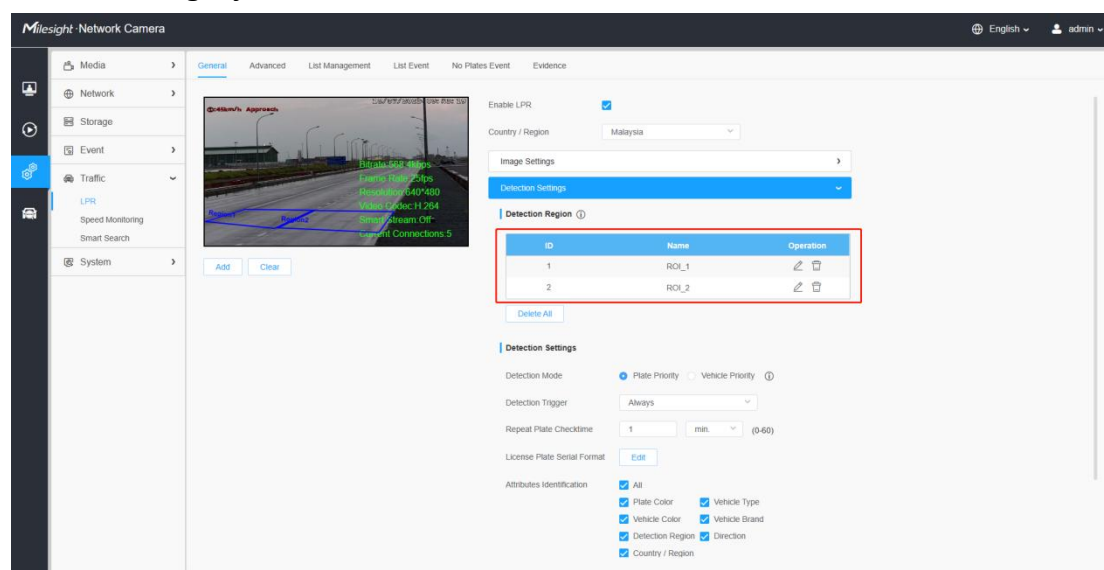 Milesight Network Camera
English
admin
Media
Network
Storage
Event
Traffic
LPR
Speed Monitoring
Smart Search
System
General Advanced List Management List Event No Plates Event Evidence
45km/h Approach
Bitrate:668.4kbps
Frame Rate:25fps
Resolution:640*480
Video Codec:H.264
Smart Stream:Off
Current Connections:5
Region1 Region2
Add Clear
Enable LPR
Country / Region Malaysia
Image Settings
Detection Settings
Detection Region
ID Name Operation
1 ROI_1
2 ROI_2
Delete All
Detection Settings
Detection Mode Plate Priority Vehicle Priority
Detection Trigger Always
Repeat Plate Checktime 1 min. (0-60)
License Plate Serial Format Edit
Attributes Identification All
Plate Color Vehicle Type
Vehicle Color Vehicle Brand
Detection Region Direction
Country / Region